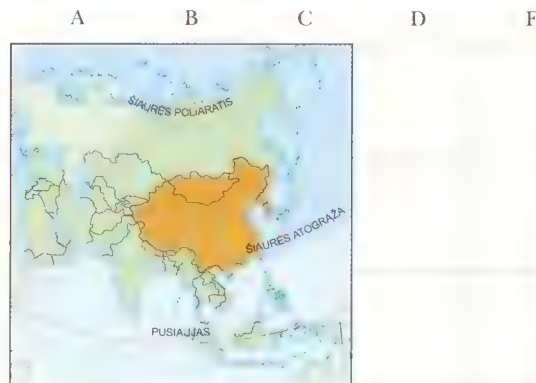 A B C D F
ŠIAURĖS POLIARATIS
ŠIAURĖS ATOGRĄŽA
PUSIAUJAS